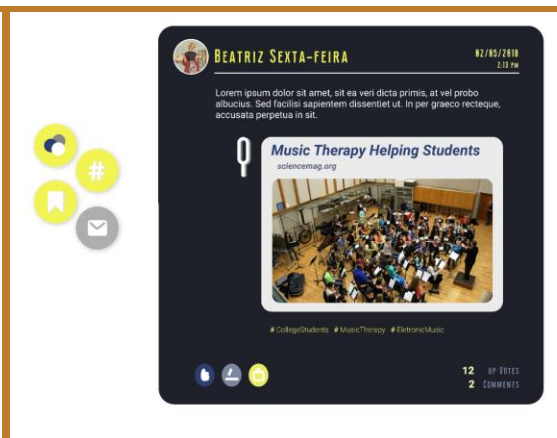 Beatriz Sexta-feira
02/05/2018
2:13 PM
Lorem ipsum dolor sit amet, sit ea veri dicta primis, at vel probo
albucius. Sed facilisi sapientem dissentiet ut. In per graeco recteque,
accusata perpetua in sit.
#
Music Therapy Helping Students
sciencemag.org
# CollegeStudents # MusicTherapy # EletronicMusic
12 up Votes
2 Comments